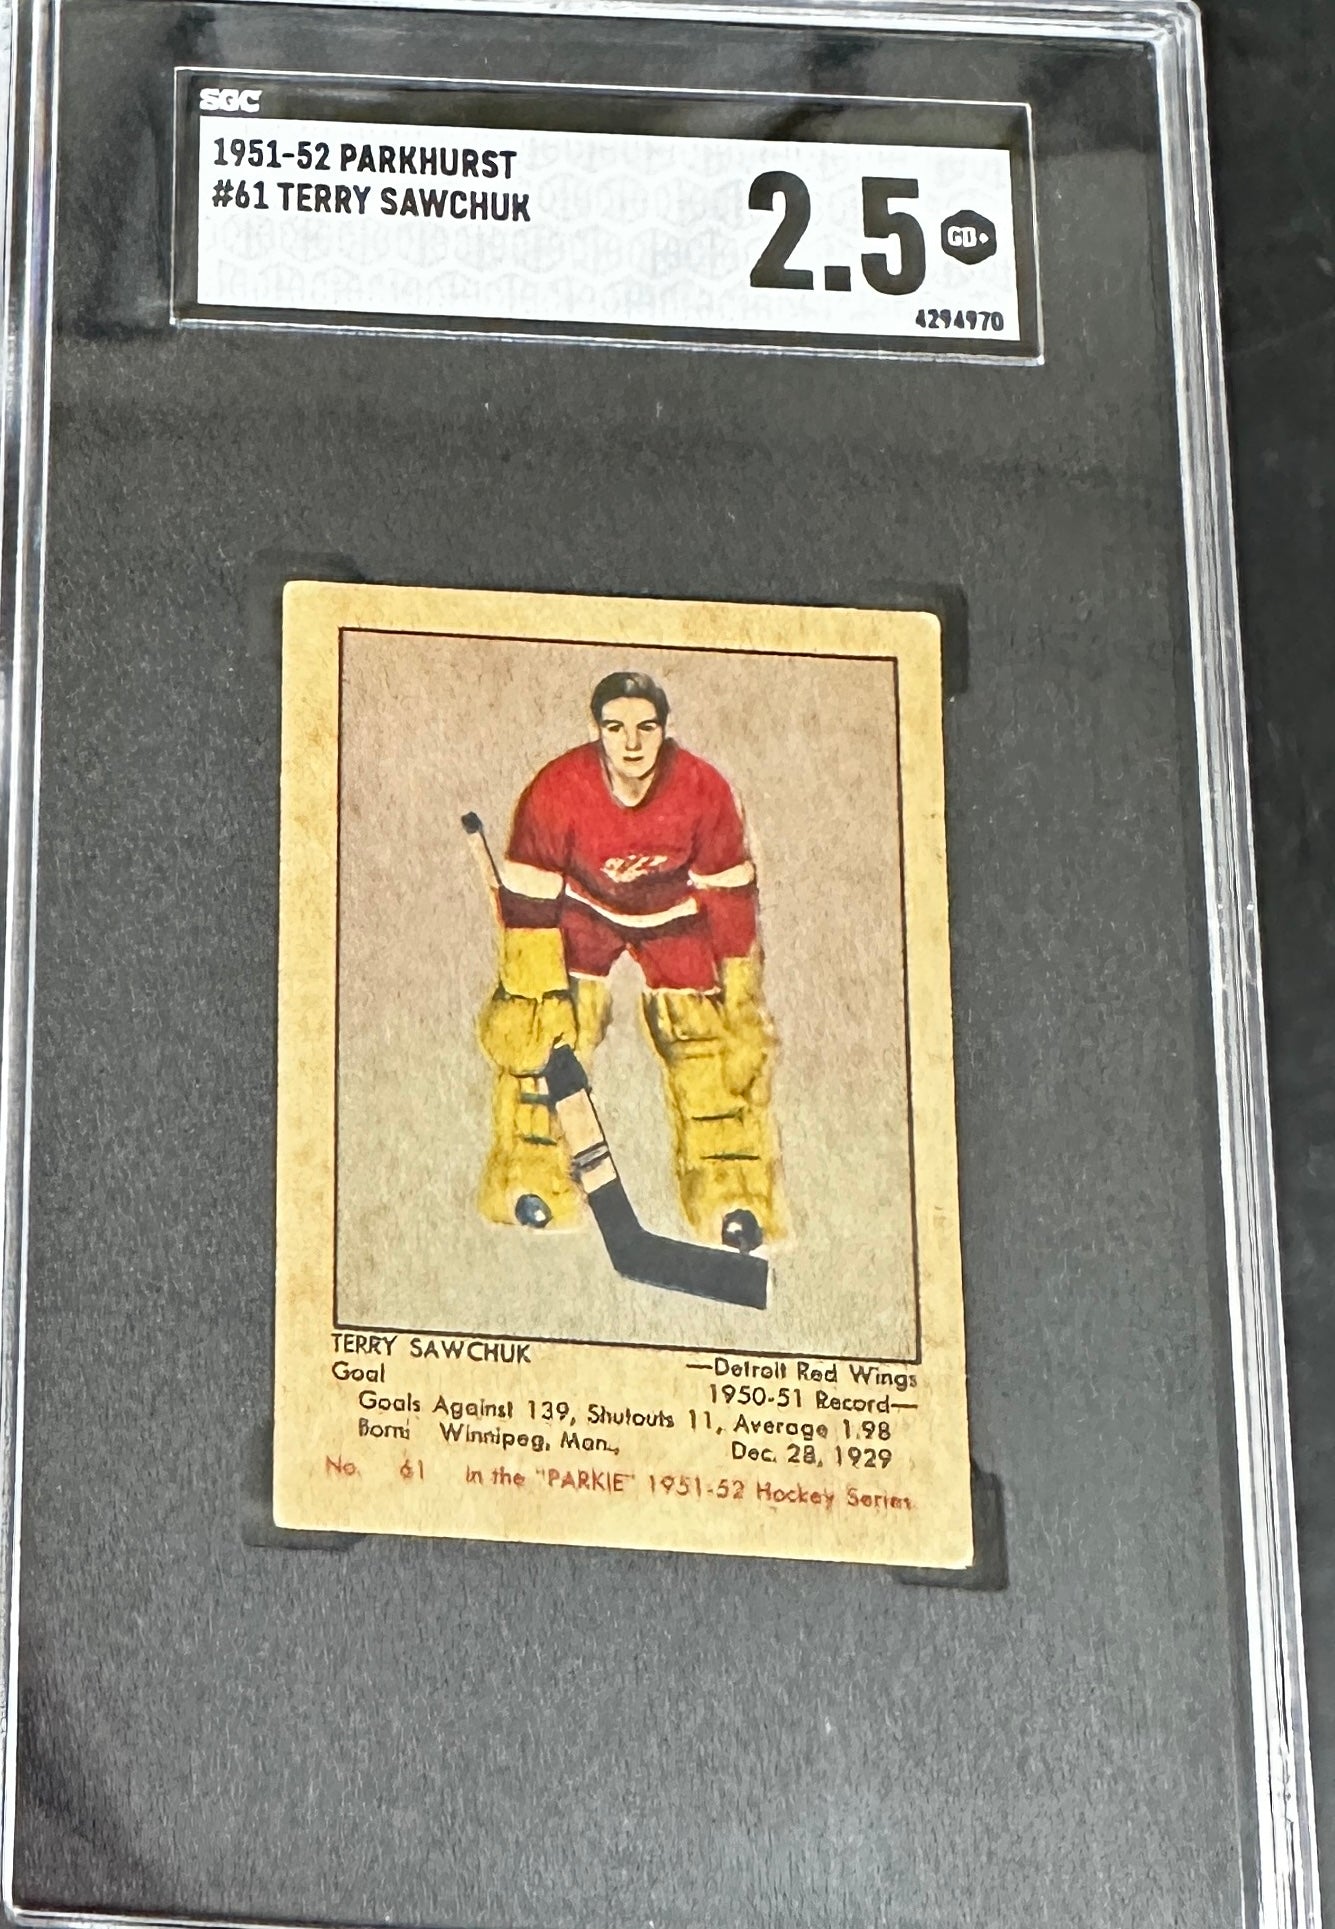 SGC
1951-52 PARKHURST
#61 TERRY SAWCHUK
2.5 GD+
4294970
TERRY SAWCHUK —Detroit Red Wings
Goal 1950-51 Record—
Goals Against 139, Shutouts 11, Average 1.98
Born: Winnipeg, Man., Dec. 28, 1929
No. 61 in the "PARKIE" 1951-52 Hockey Series